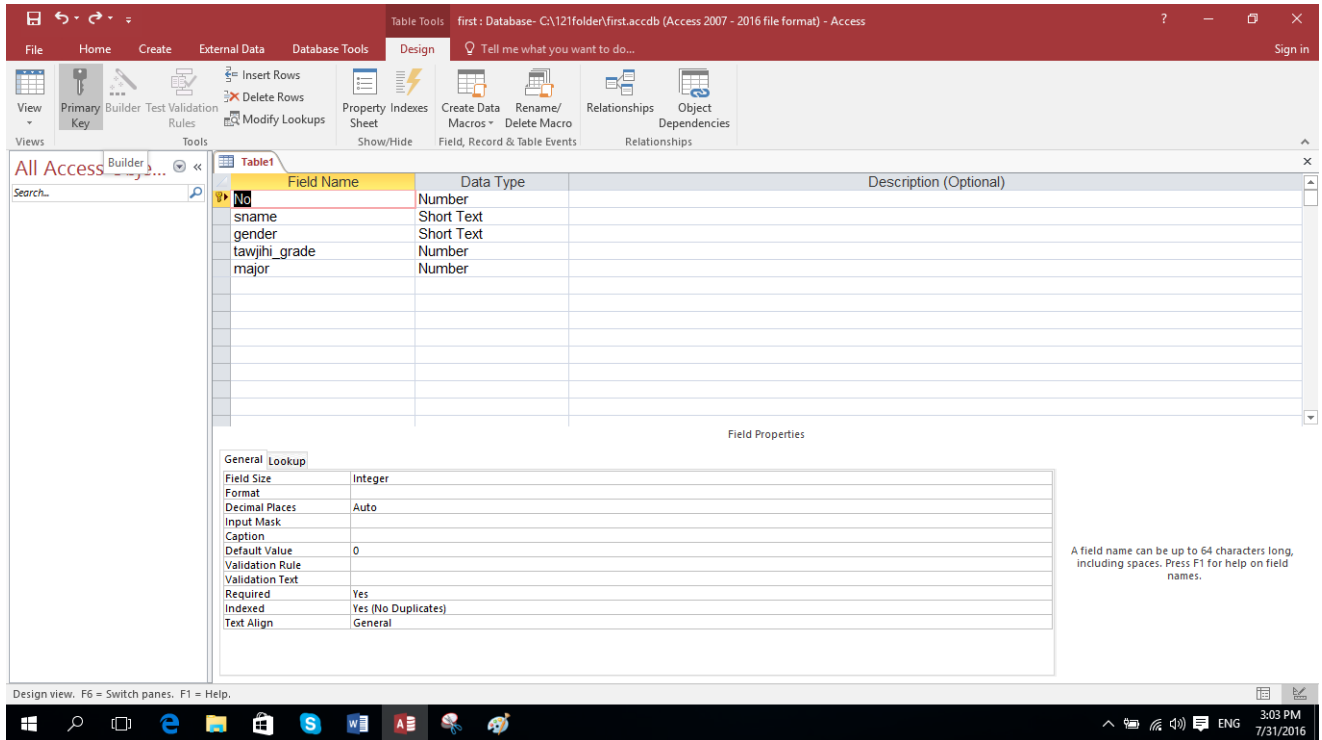 Table Tools first : Database- C:\121folder\first.accdb (Access 2007 - 2016 file format) - Access ?
File Home Create External Data Database Tools Design Tell me what you want to do... Sign in
View Primary Key Builder Test Validation Rules Insert Rows Delete Rows Modify Lookups Property Sheet Indexes Create Data Macros Rename/ Delete Macro Relationships Object Dependencies
Views Tools Show/Hide Field, Record & Table Events Relationships
All Access Builder « Table1
Search...
Field Name Data Type Description (Optional)
No Number
sname Short Text
gender Short Text
tawjihi_grade Number
major Number
Field Properties
General Lookup
Field Size Integer
Format
Decimal Places Auto
Input Mask
Caption
Default Value 0
Validation Rule
Validation Text
Required Yes
Indexed Yes (No Duplicates)
Text Align General
A field name can be up to 64 characters long,
including spaces. Press F1 for help on field
names.
Design view. F6 = Switch panes. F1 = Help.
ENG 3:03 PM
7/31/2016